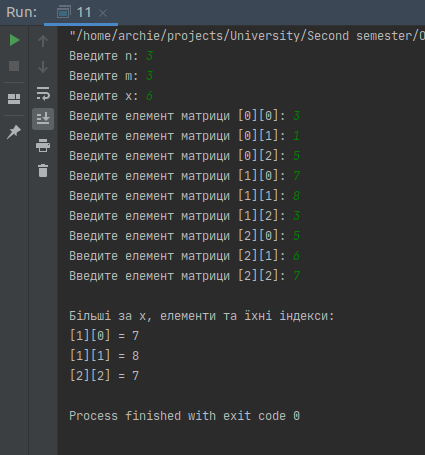 Run: 11 ×
"/home/archie/projects/University/Second semester/О
Введите n: 3
Введите m: 3
Введите x: 6
Введите елемент матрици [0][0]: 3
Введите елемент матрици [0][1]: 1
Введите елемент матрици [0][2]: 5
Введите елемент матрици [1][0]: 7
Введите елемент матрици [1][1]: 8
Введите елемент матрици [1][2]: 3
Введите елемент матрици [2][0]: 5
Введите елемент матрици [2][1]: 6
Введите елемент матрици [2][2]: 7
Більші за x, елементи та їхні індекси:
[1][0] = 7
[1][1] = 8
[2][2] = 7
Process finished with exit code 0